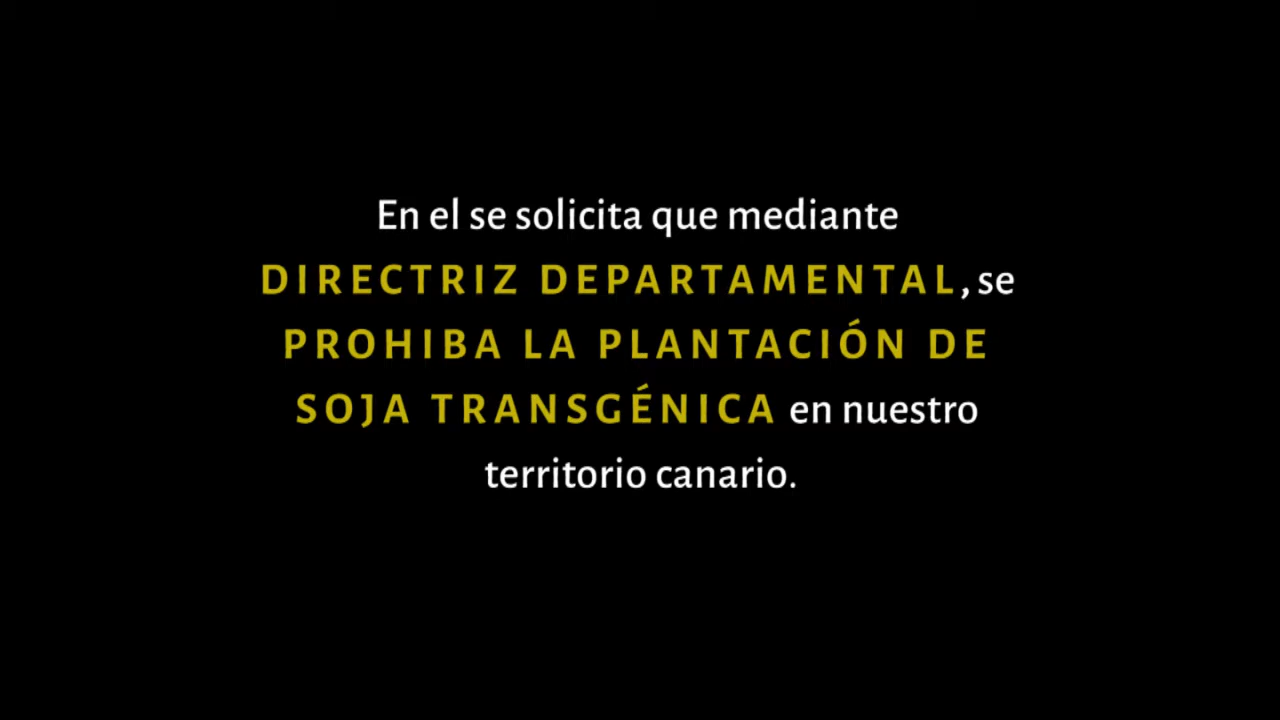 En el se solicita que mediante
DIRECTRIZ DEPARTAMENTAL, se
PROHIBA LA PLANTACIÓN DE
SOJA TRANSGÉNICA en nuestro
territorio canario.